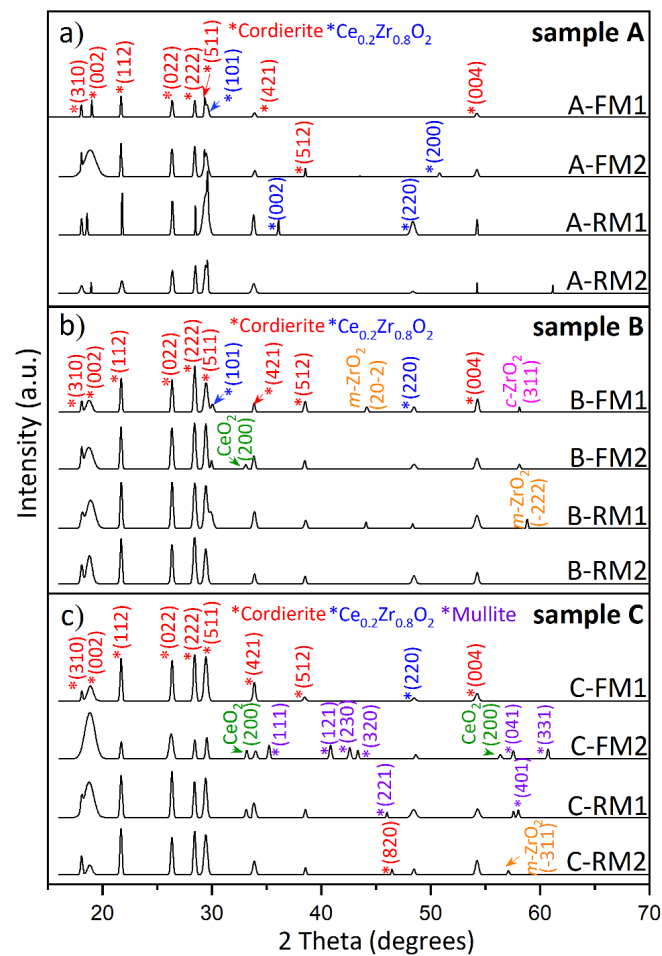 a)
*Cordierite *Ce0.2Zr0.8O2
sample A
*(310)
*(002)
*(112)
*(022)
*(222)
*(511)
*(101)
*(421)
*(004)
A-FM1
*(512)
*(200)
A-FM2
*(002)
*(220)
A-RM1
A-RM2
b)
*Cordierite *Ce0.2Zr0.8O2
sample B
*(310)
*(002)
*(112)
*(022)
*(222)
*(511)
*(101)
*(421)
*(512)
m-ZrO2
(20-2)
*(220)
*(004)
c-ZrO2
(311)
B-FM1
CeO2
(200)
B-FM2
m-ZrO2
(-222)
B-RM1
B-RM2
c)
*Cordierite *Ce0.2Zr0.8O2 *Mullite
sample C
*(310)
*(002)
*(112)
*(022)
*(222)
*(511)
*(421)
*(512)
*(220)
*(004)
C-FM1
CeO2
(200)
*(111)
*(121)
*(230)
*(320)
CeO2
(200)
*(041)
*(331)
C-FM2
*(221)
*(401)
C-RM1
*(820)
m-ZrO2
(-311)
C-RM2
Intensity (a.u.)
20 30 40 50 60 70
2 Theta (degrees)